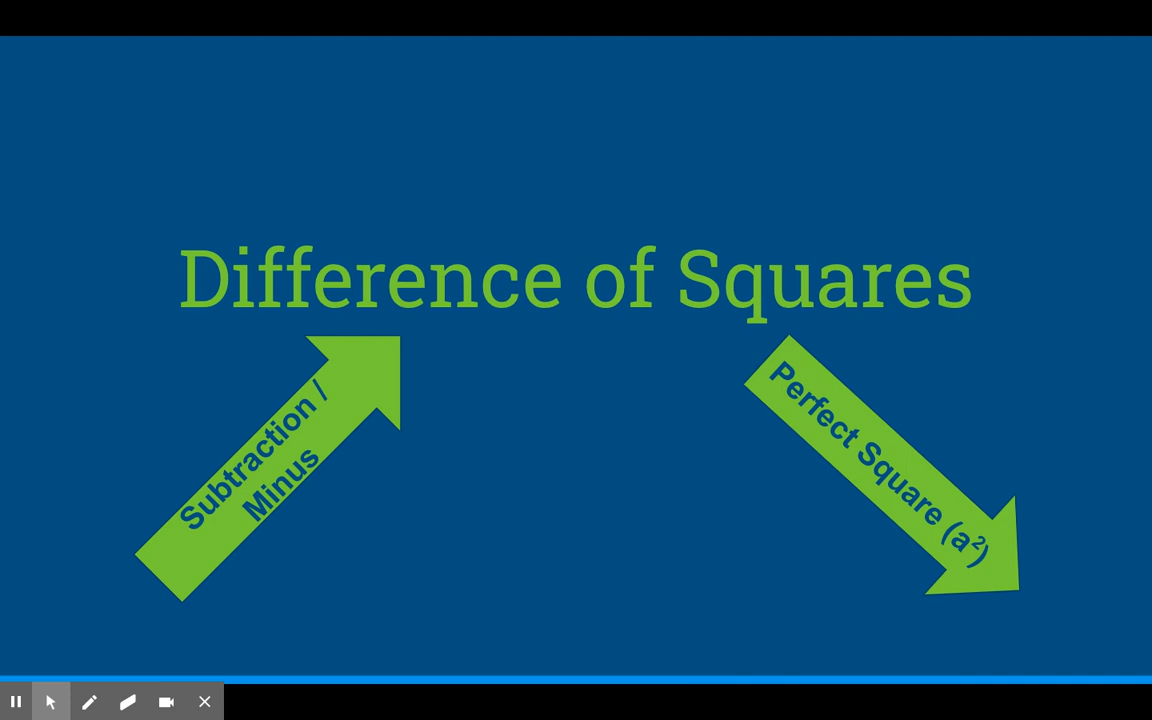 Difference of Squares
Subtraction /
Minus
Perfect Square (a²)